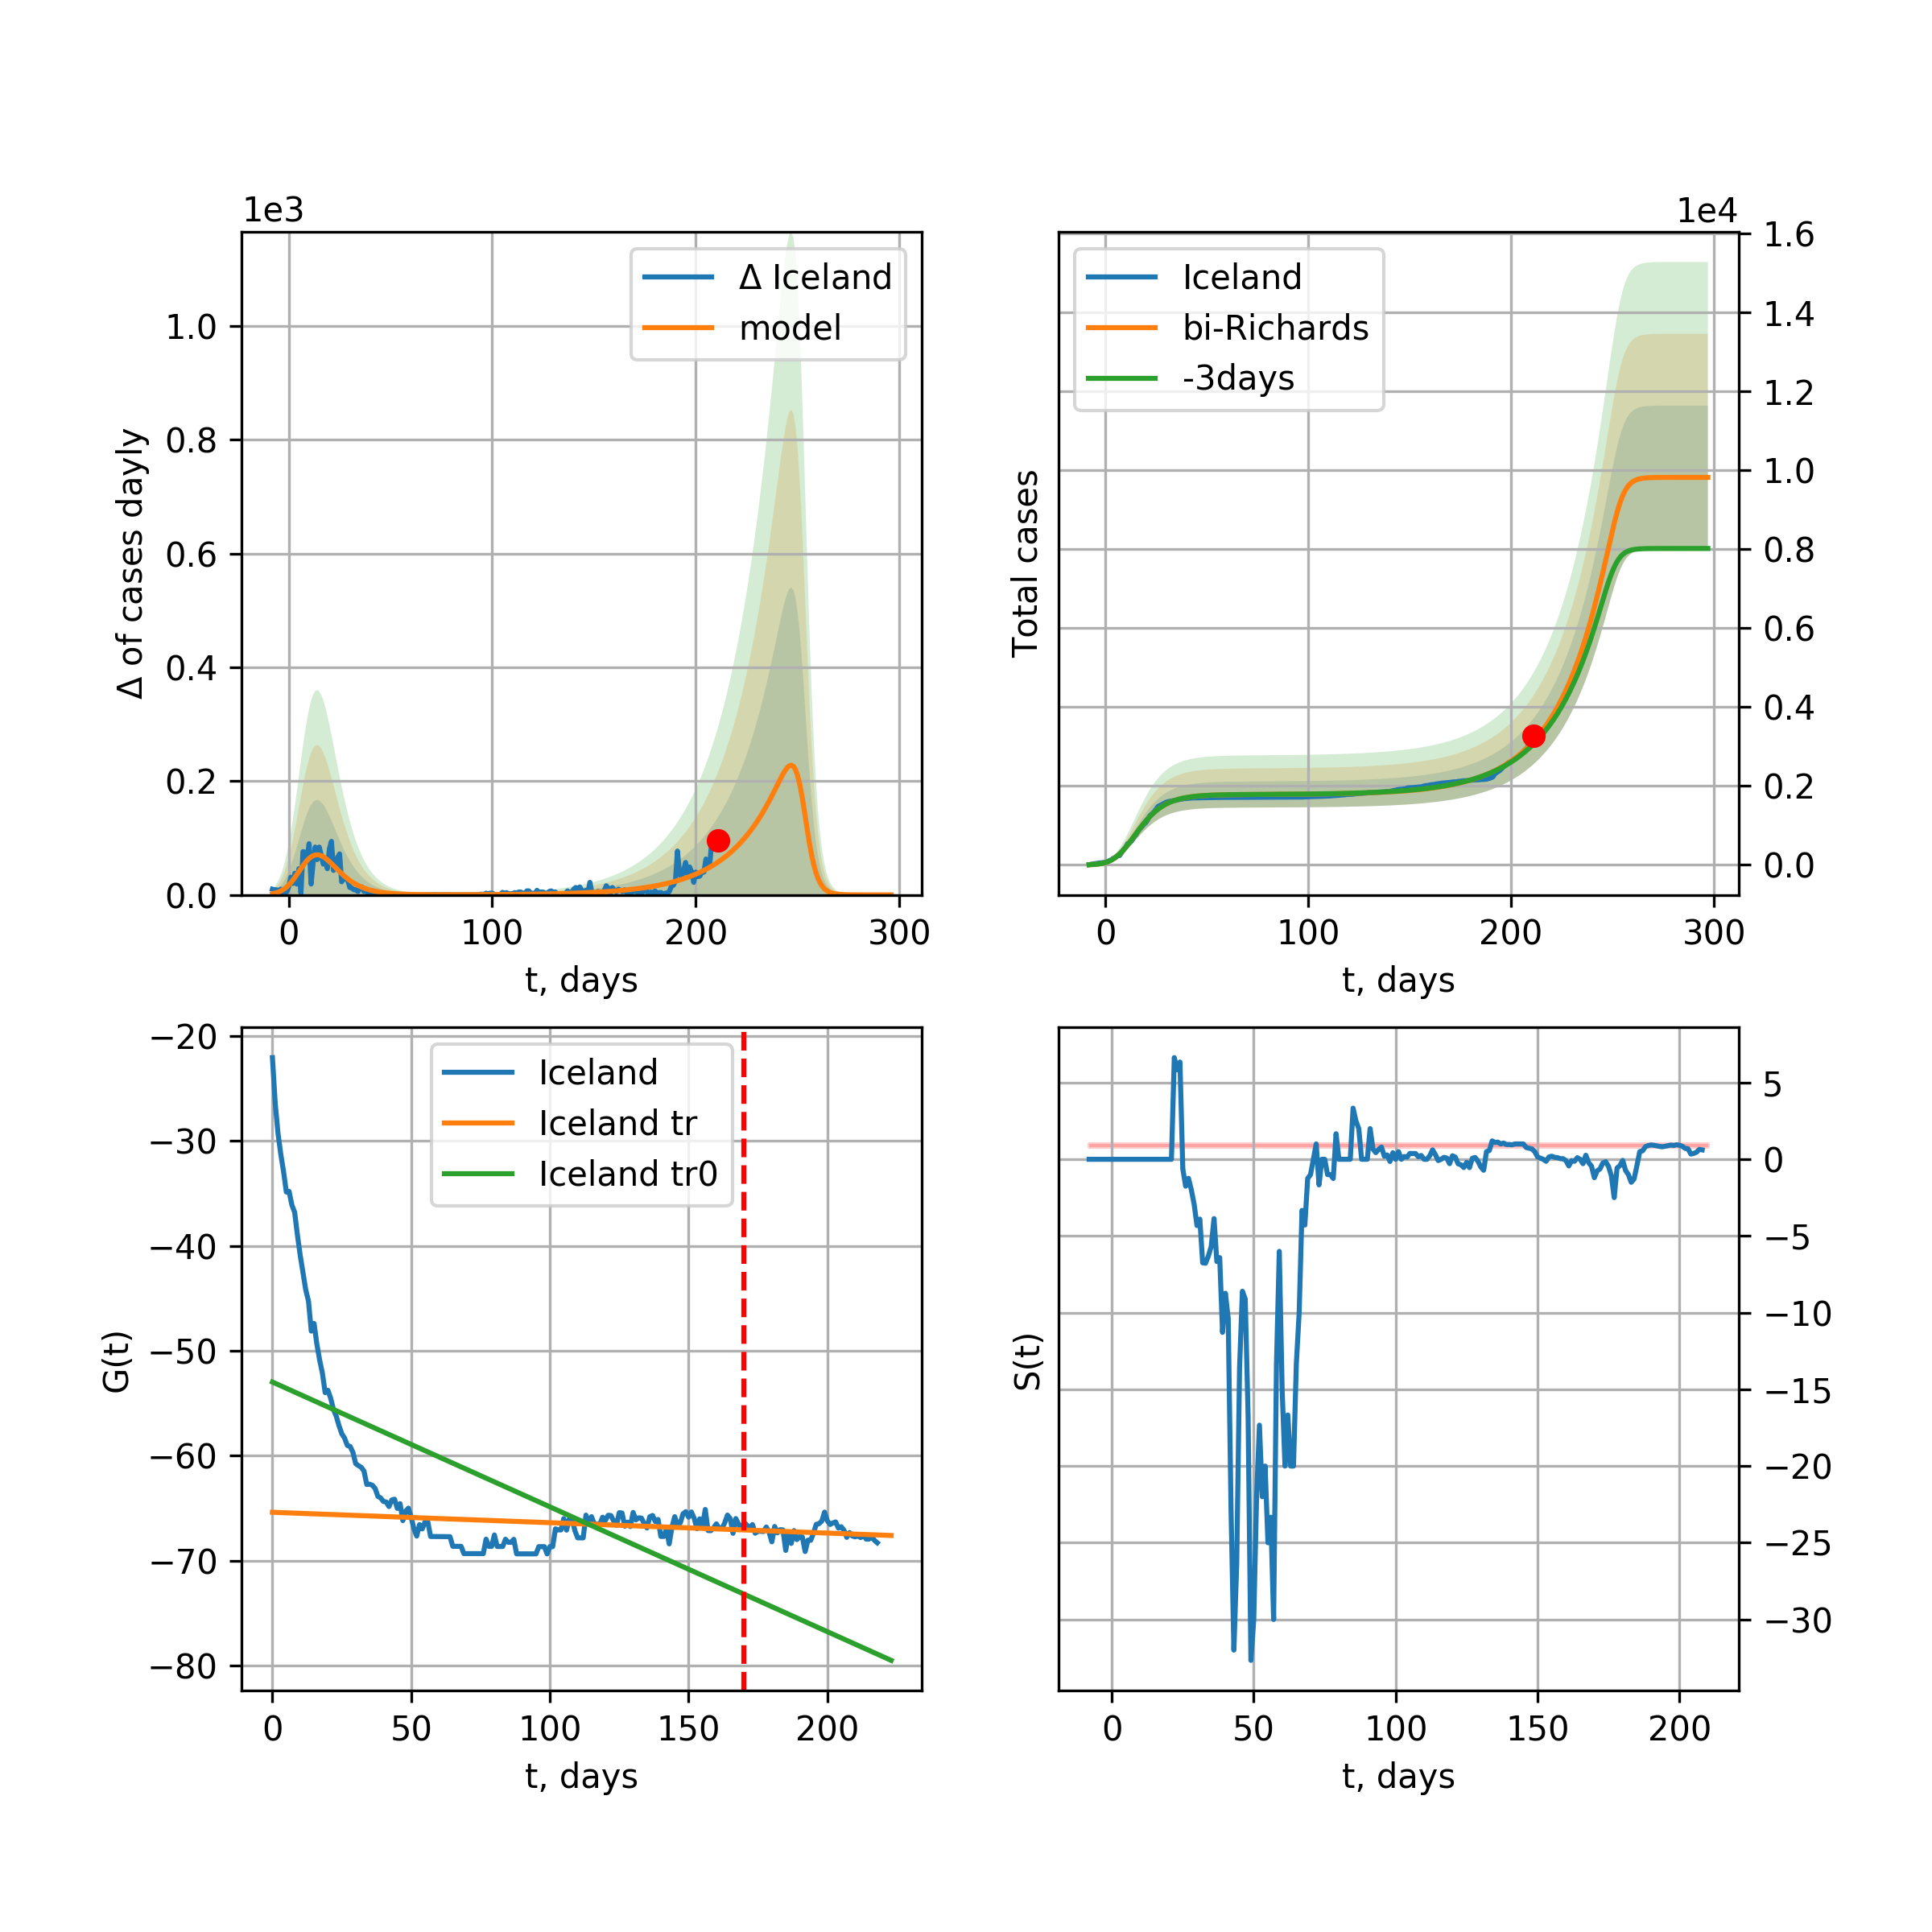 1e3
Δ of cases dayly
1.0
0.8
0.6
0.4
0.2
0.0
0 100 200 300
t, days
Δ Iceland
model
1e4
Total cases
1.6
1.4
1.2
1.0
0.8
0.6
0.4
0.2
0.0
0 100 200 300
t, days
Iceland
bi-Richards
-3days
G(t)
−20
−30
−40
−50
−60
−70
−80
0 50 100 150 200
t, days
Iceland
Iceland tr
Iceland tr0
S(t)
5
0
−5
−10
−15
−20
−25
−30
0 50 100 150 200
t, days